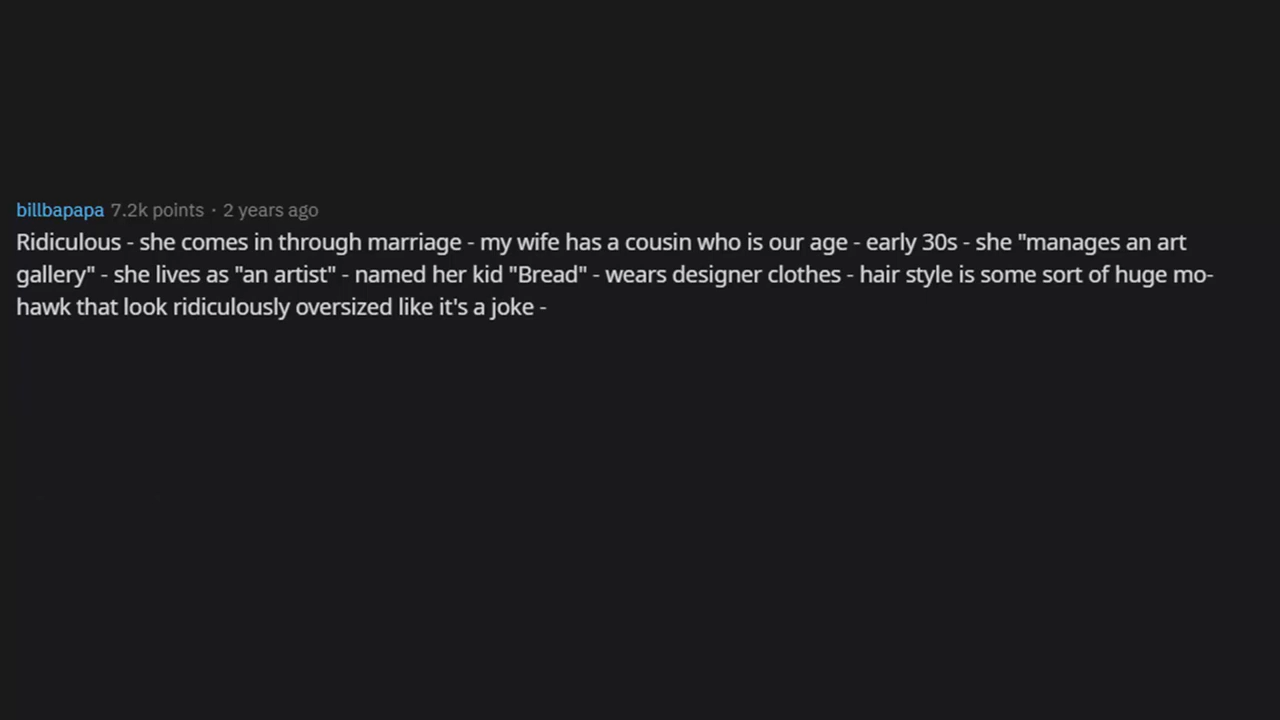 billbapapa 7.2k points · 2 years ago
Ridiculous - she comes in through marriage - my wife has a cousin who is our age - early 30s - she "manages an art
gallery" - she lives as "an artist" - named her kid "Bread" - wears designer clothes - hair style is some sort of huge mo-
hawk that look ridiculously oversized like it's a joke -